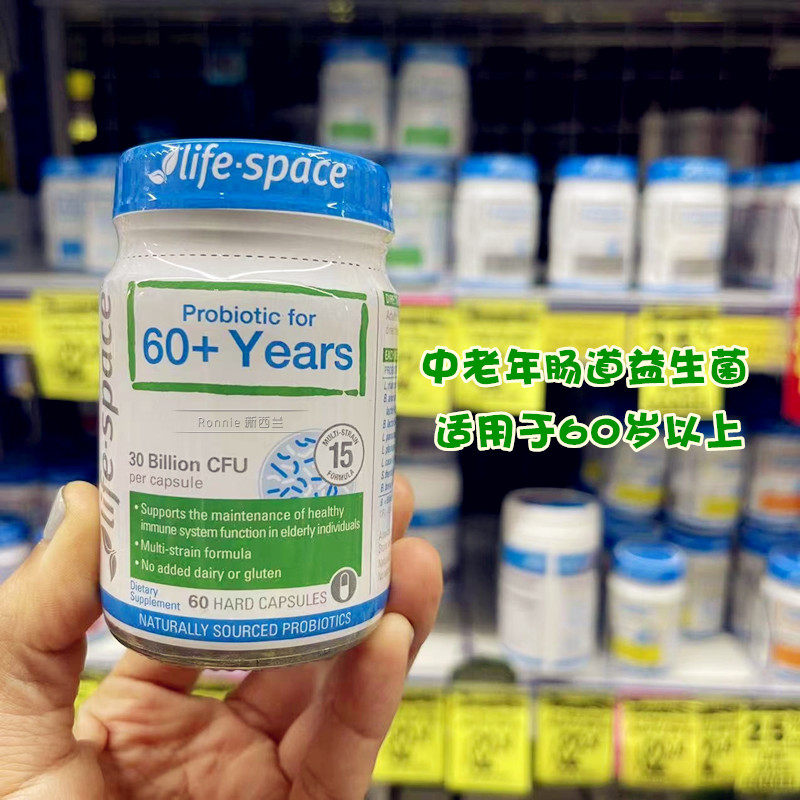 life-space
Probiotic for
60+ Years
Ronnie 新西兰
30 Billion CFU
per capsule
MULTI-STRAIN
15
FORMULA
• Supports the maintenance of healthy
immune system function in elderly individuals
• Multi-strain formula
• No added dairy or gluten
Dietary
Supplement
60 HARD CAPSULES
NATURALLY SOURCED PROBIOTICS
life-space
中老年肠道益生菌
适用于60岁以上